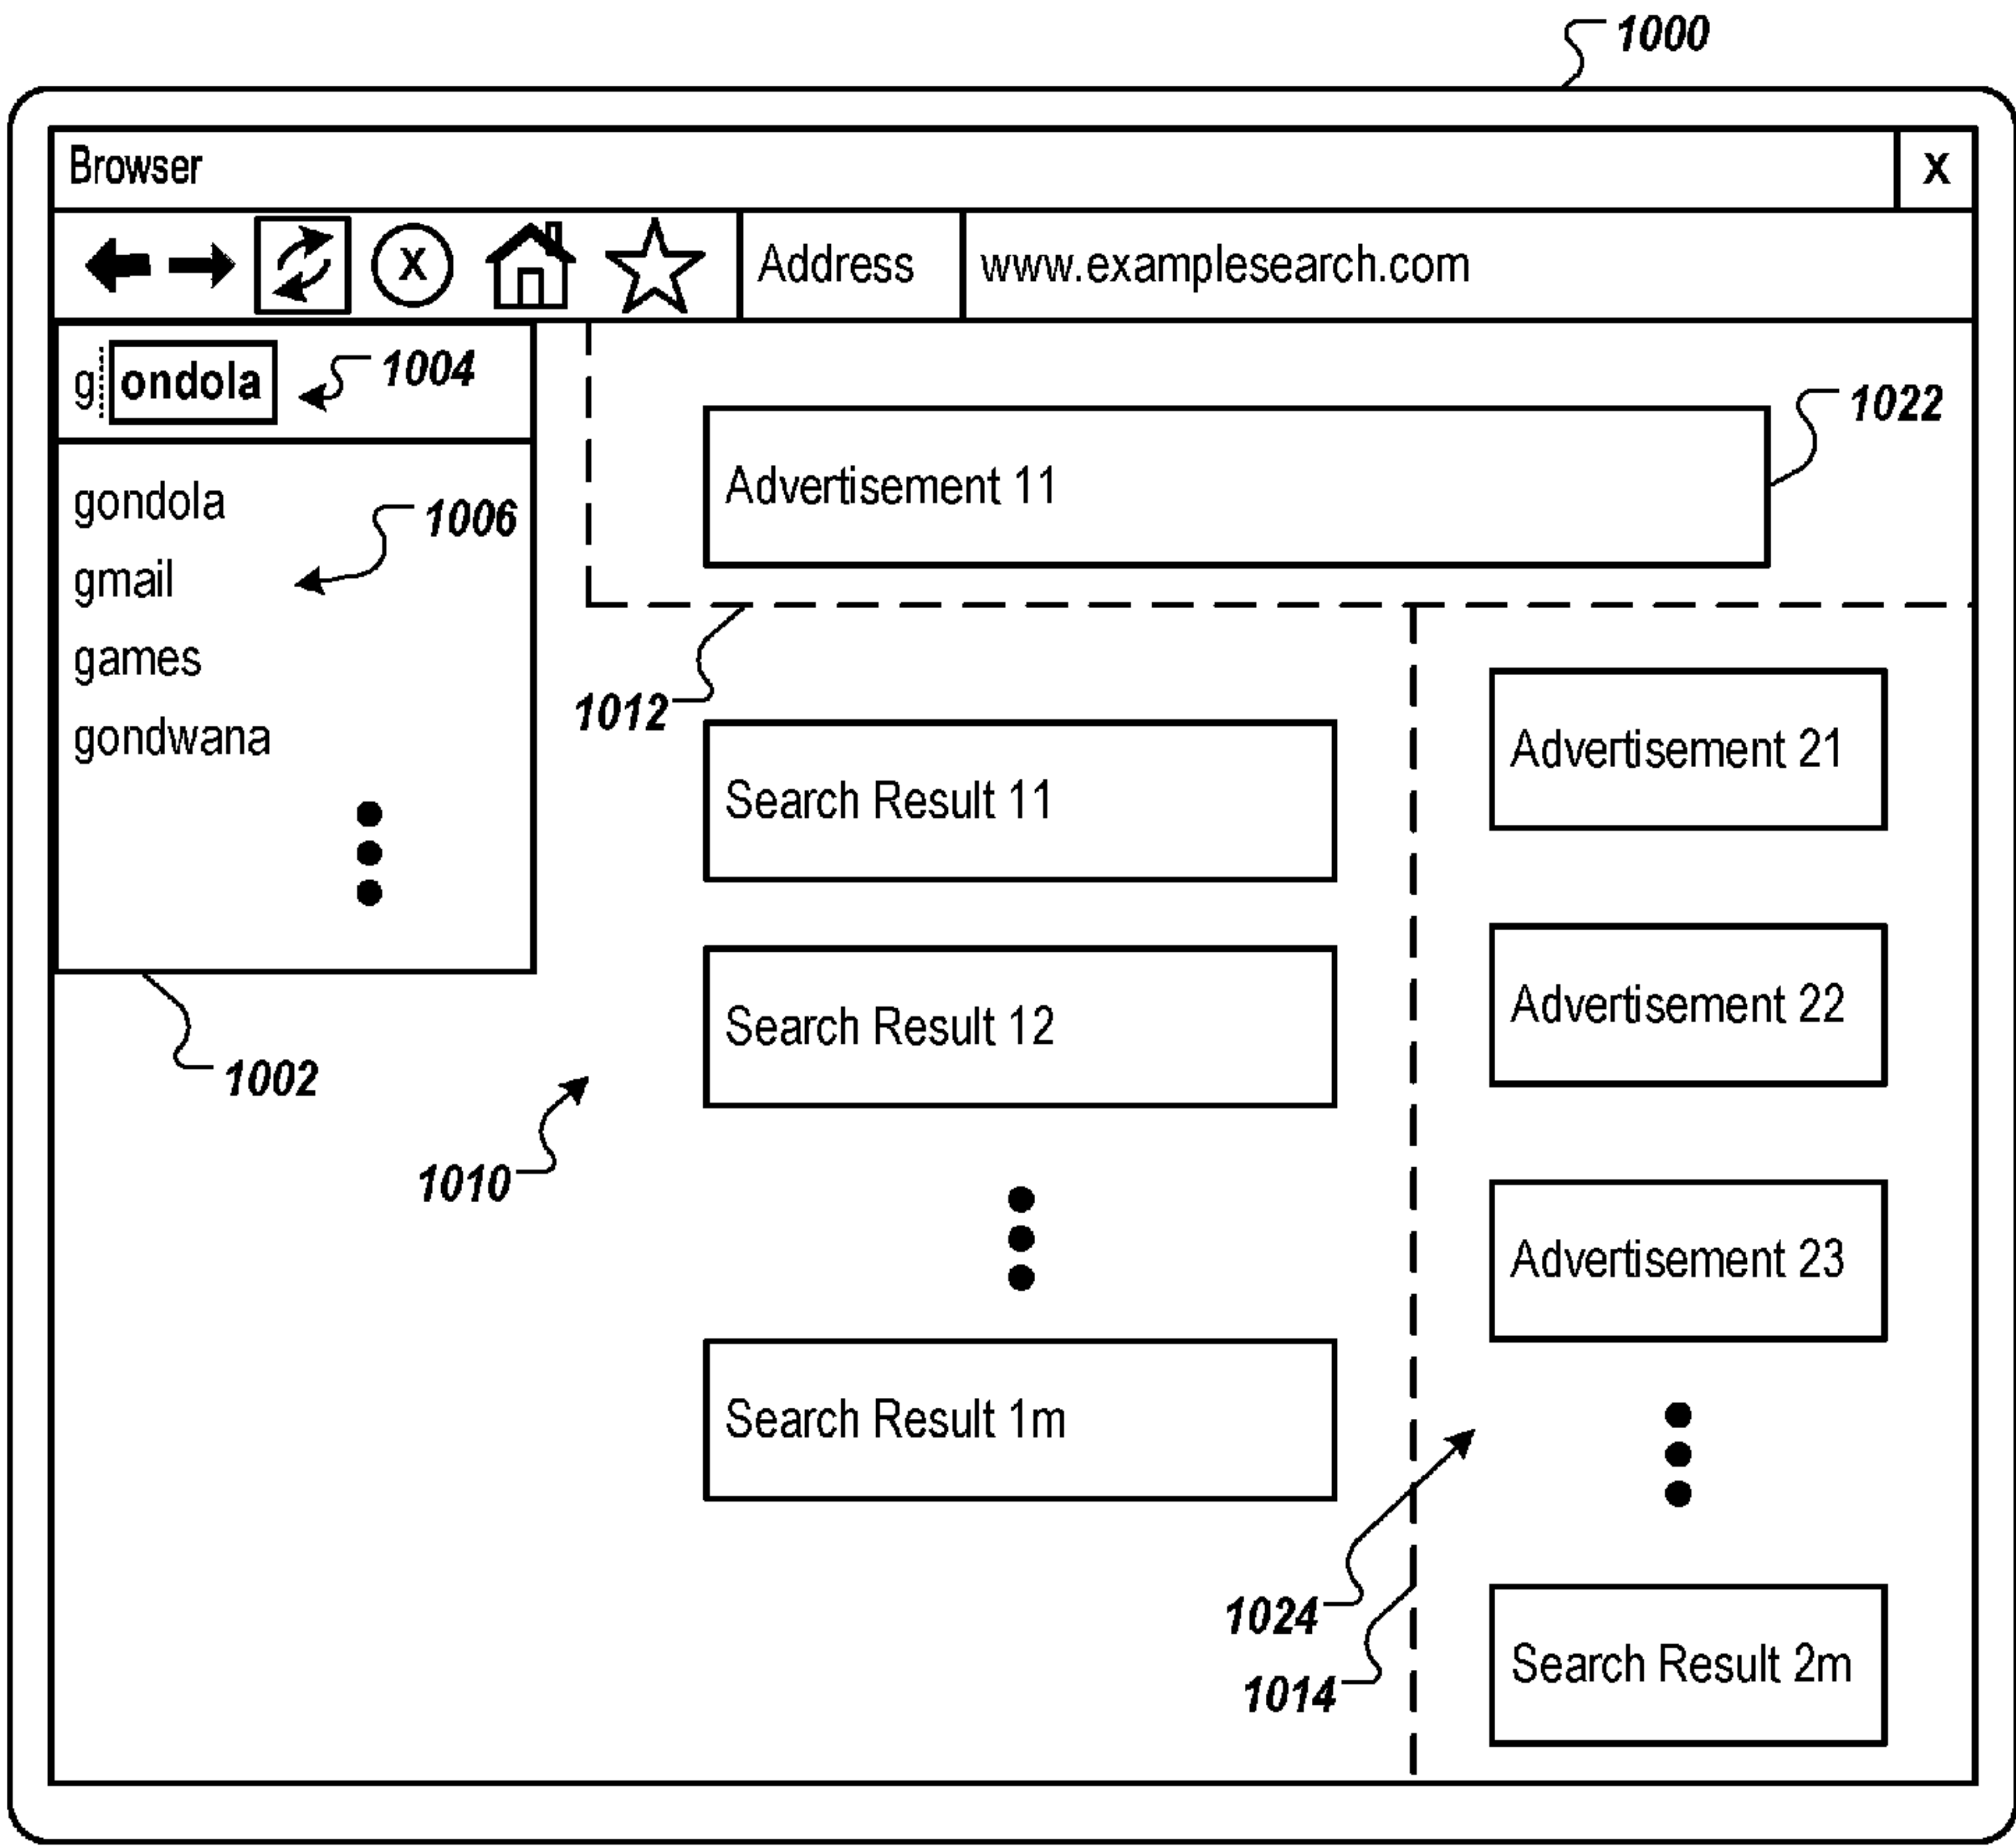 1000
Browser
X
X
Address
www.examplesearch.com
g ondola
1004
gondola
gmail
games
gondwana
1006
1002
Advertisement 11
1022
1012
Search Result 11
Search Result 12
Search Result 1m
1010
Advertisement 21
Advertisement 22
Advertisement 23
Search Result 2m
1024
1014